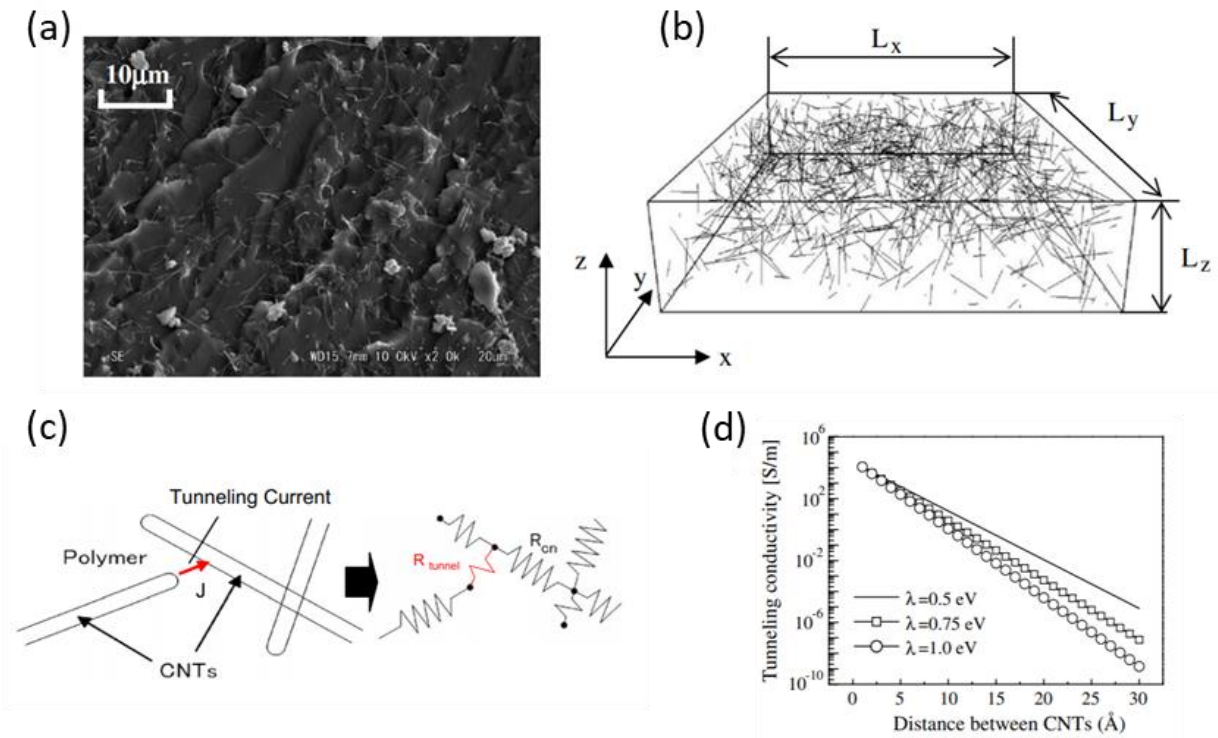 (a)
10µm
SE
WD15.7mm 10.0kV x2.0k 20um
(b)
Lx
Ly
Lz
z
y
x
(c)
Tunneling Current
Polymer
J
CNTs
Rcn
R tunnel
(d)
Tunneling conductivity [S/m]
10^6
10^2
10^-2
10^-6
10^-10
λ=0.5 eV
λ=0.75 eV
λ=1.0 eV
0 5 10 15 20 25 30
Distance between CNTs (Å)